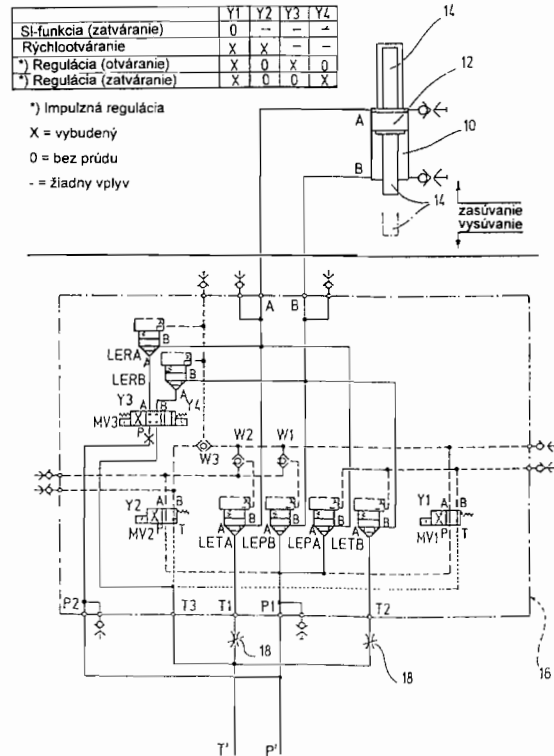 Y1 Y2 Y3 Y4
SI-funkcia (zatváranie) 0 – – –
Rýchlootváranie X X – –
*) Regulácia (otváranie) X 0 X 0
*) Regulácia (zatváranie) X 0 0 X
*) Impulzná regulácia
X = vybudený
0 = bez prúdu
- = žiadny vplyv
14
12
A
10
B
14
zasúvanie
vysúvanie
A B
B
LERA A
B
LERB A
Y3 A B Y4
MV3
P
W2 W1
W3
Y2 A B
MV2 P T
A B A B A B A B
LETA LEPB LEPA LETB
Y1 A B
MV1 P T
P2 T3 T1 P1 T2
18
18
16
T' P'